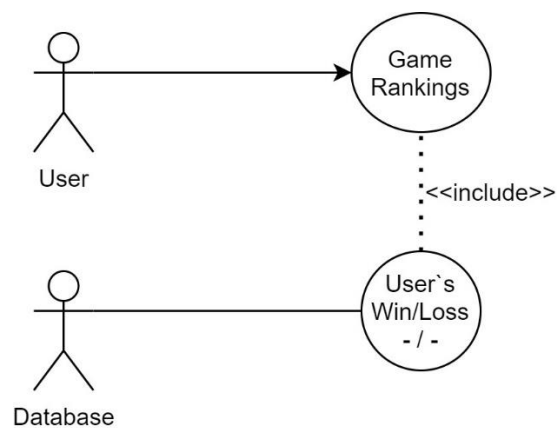 Game
Rankings
User
<<include>>
User`s
Win/Loss
- / -
Database